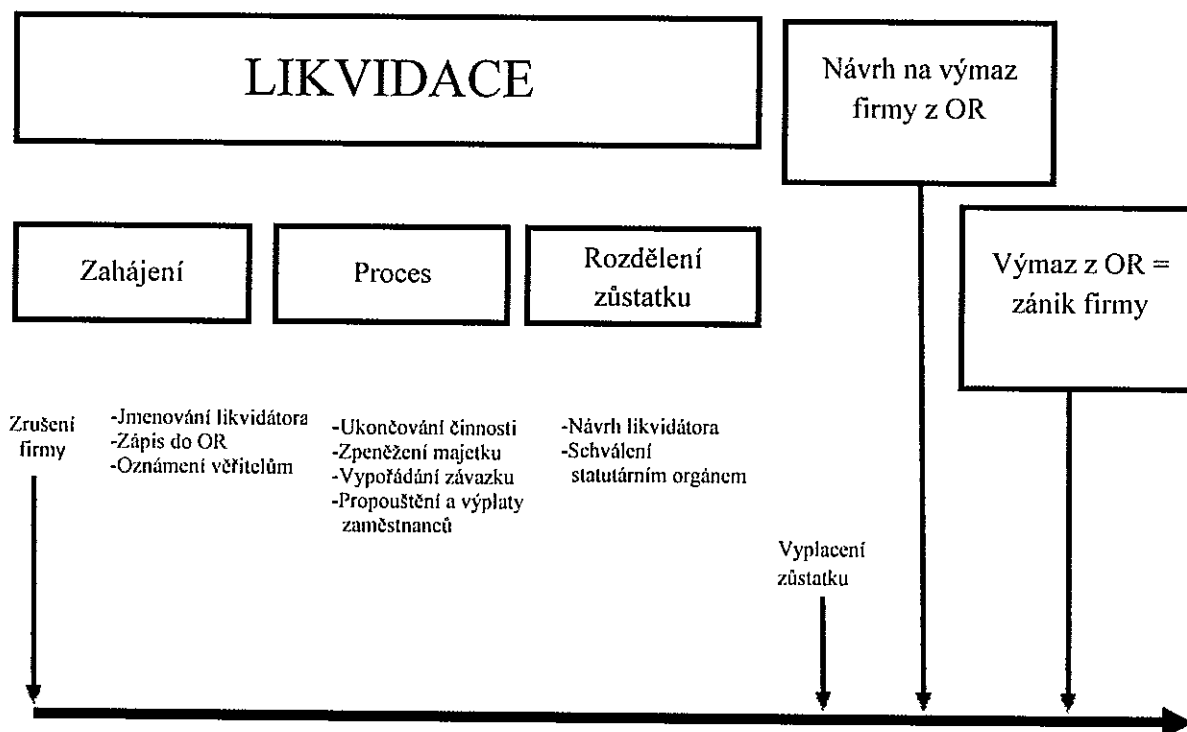 LIKVIDACE
Návrh na výmaz
firmy z OR
Zahájení
Proces
Rozdělení
zůstatku
Výmaz z OR =
zánik firmy
Zrušení
firmy
-Jmenování likvidátora
-Zápis do OR
-Oznámení věřitelům
-Ukončování činnosti
-Zpeněžení majetku
-Vypořádání závazku
-Propouštění a výplaty
zaměstnanců
-Návrh likvidátora
-Schválení
statutárním orgánem
Vyplacení
zůstatku